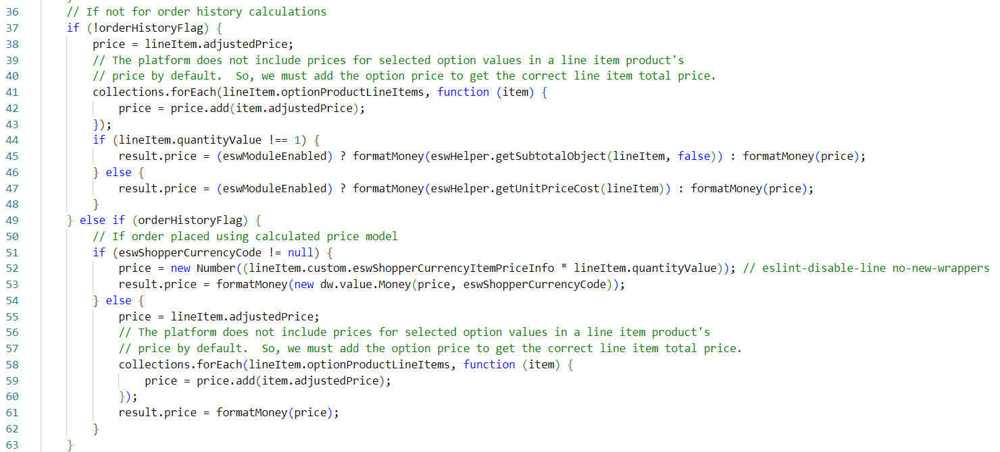 36 // If not for order history calculations
37 if (!orderHistoryFlag) {
38 price = lineItem.adjustedPrice;
39 // The platform does not include prices for selected option values in a line item product's
40 // price by default.  So, we must add the option price to get the correct line item total price.
41 collections.forEach(lineItem.optionProductLineItems, function (item) {
42 price = price.add(item.adjustedPrice);
43 });
44 if (lineItem.quantityValue !== 1) {
45 result.price = (eswModuleEnabled) ? formatMoney(eswHelper.getSubtotalObject(lineItem, false)) : formatMoney(price);
46 } else {
47 result.price = (eswModuleEnabled) ? formatMoney(eswHelper.getUnitPriceCost(lineItem)) : formatMoney(price);
48 }
49 } else if (orderHistoryFlag) {
50 // If order placed using calculated price model
51 if (eswShopperCurrencyCode != null) {
52 price = new Number((lineItem.custom.eswShopperCurrencyItemPriceInfo * lineItem.quantityValue)); // eslint-disable-line no-new-wrappers
53 result.price = formatMoney(new dw.value.Money(price, eswShopperCurrencyCode));
54 } else {
55 price = lineItem.adjustedPrice;
56 // The platform does not include prices for selected option values in a line item product's
57 // price by default.  So, we must add the option price to get the correct line item total price.
58 collections.forEach(lineItem.optionProductLineItems, function (item) {
59 price = price.add(item.adjustedPrice);
60 });
61 result.price = formatMoney(price);
62 }
63 }